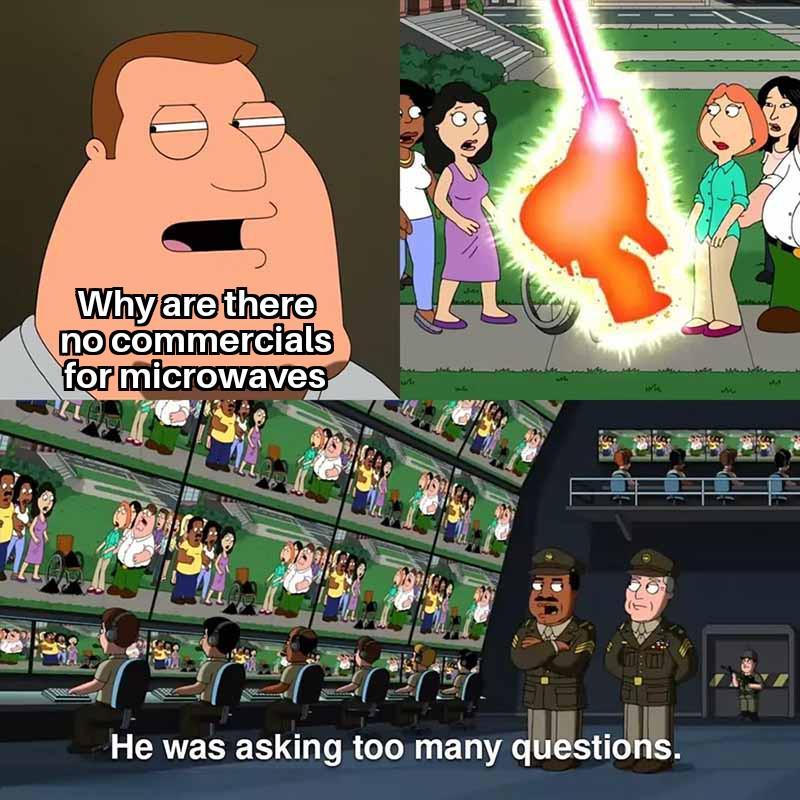 Why are there
no commercials
for microwaves
He was asking too many questions.